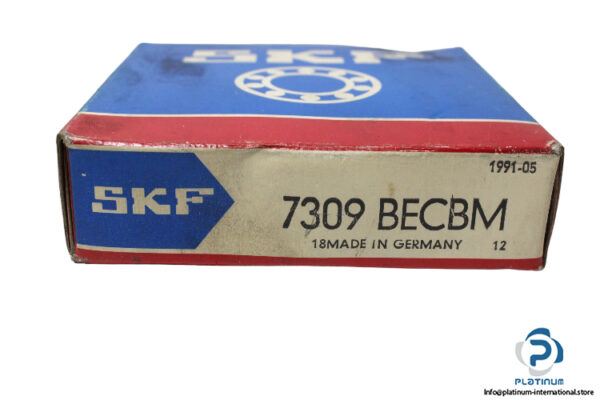 SKF
1991-05
SKF
7309 BECBM
18MADE IN GERMANY 12
PLATINUM
Info@platinum-international.store